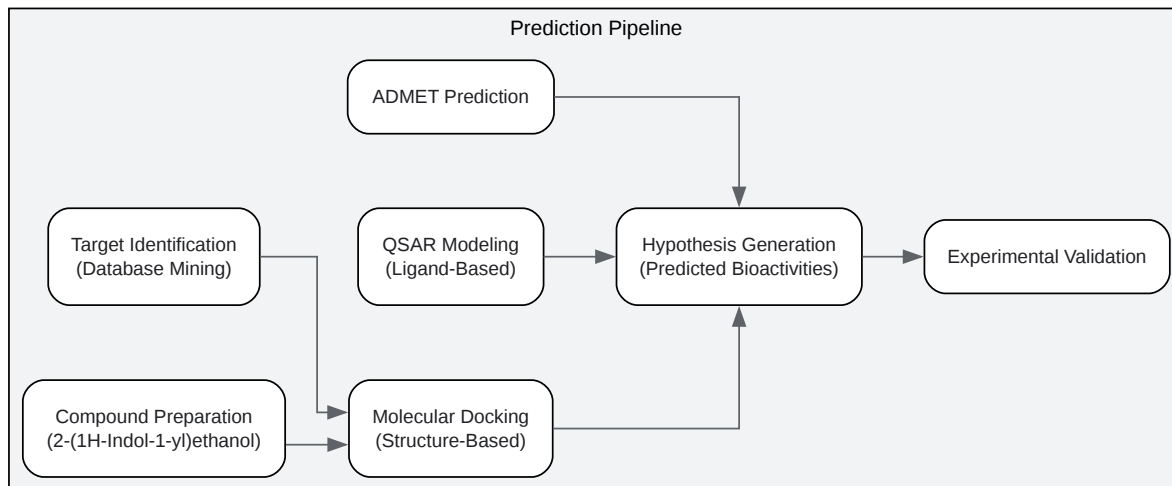 Prediction Pipeline
ADMET Prediction
Target Identification
(Database Mining)
QSAR Modeling
(Ligand-Based)
Hypothesis Generation
(Predicted Bioactivities)
Experimental Validation
Compound Preparation
(2-(1H-Indol-1-yl)ethanol)
Molecular Docking
(Structure-Based)